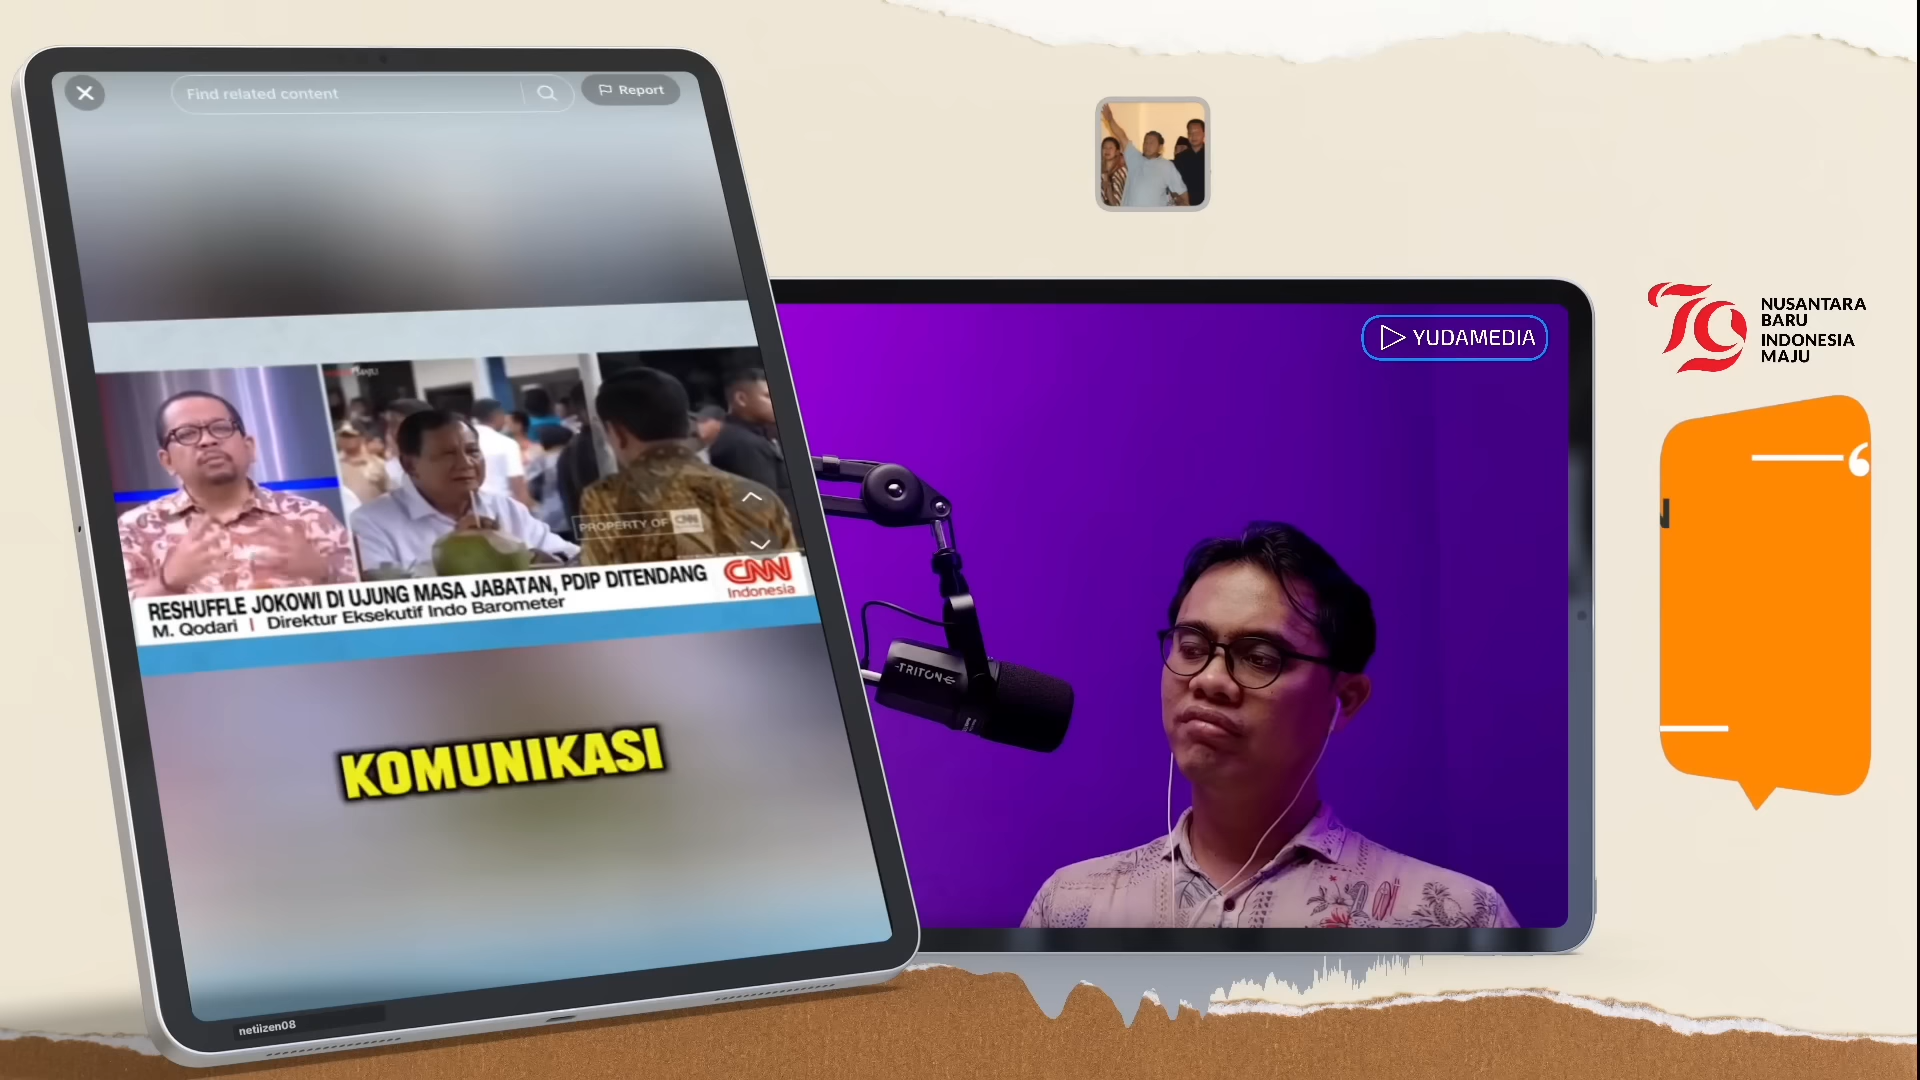 Find related content
Report
PROPERTY OF CNN
RESHUFFLE JOKOWI DI UJUNG MASA JABATAN, PDIP DITENDANG
M. Qodari | Direktur Eksekutif Indo Barometer
CNN
Indonesia
KOMUNIKASI
netiizen08
YUDAMEDIA
TRITON
79
NUSANTARA
BARU
INDONESIA
MAJU